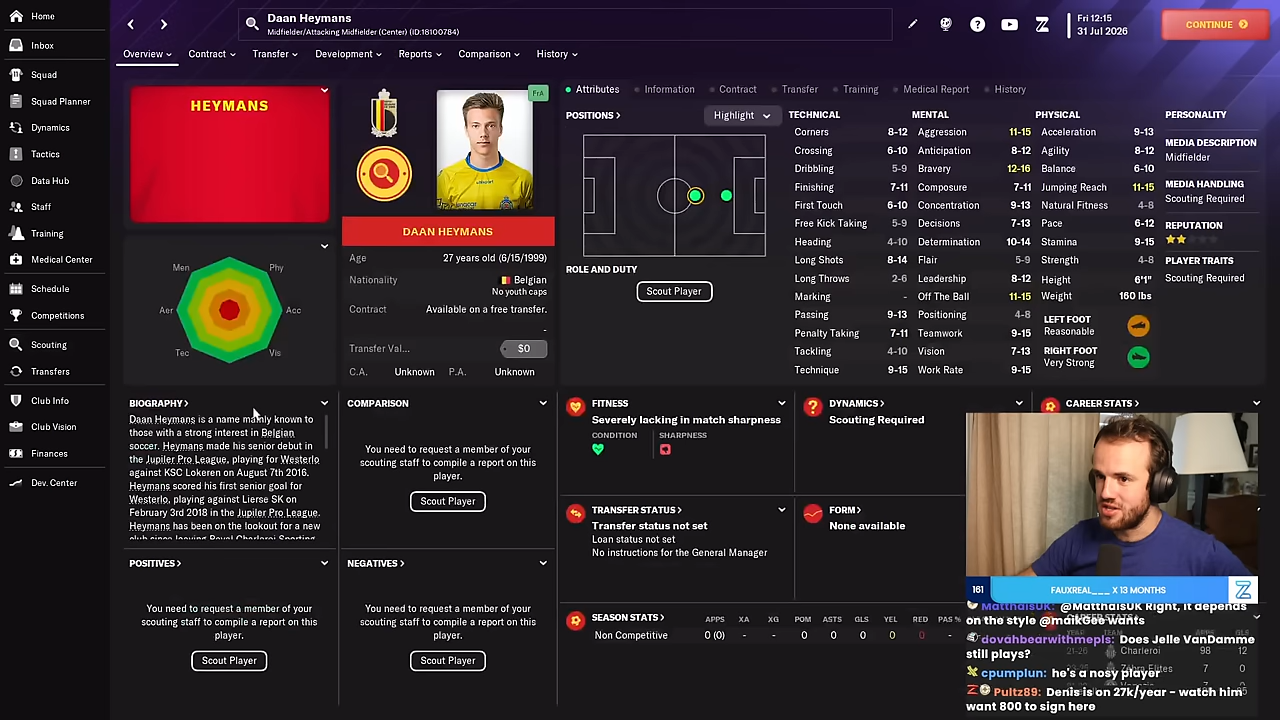 Home
Inbox
Squad
Squad Planner
Dynamics
Tactics
Data Hub
Staff
Training
Medical Center
Schedule
Competitions
Scouting
Transfers
Club Info
Club Vision
Finances
Dev. Center
Daan Heymans
Midfielder/Attacking Midfielder (Center) (ID:18100784)
Fri 12:15
31 Jul 2026
CONTINUE
Overview
Contract
Transfer
Development
Reports
Comparison
History
HEYMANS
Men
Phy
Aer
Acc
Tec
Vis
FrA
DAAN HEYMANS
Age 27 years old (6/15/1999)
Nationality Belgian
No youth caps
Contract Available on a free transfer.
-
Transfer Val... $0
C.A. Unknown P.A. Unknown
Attributes
Information
Contract
Transfer
Training
Medical Report
History
POSITIONS >
Highlight
ROLE AND DUTY
Scout Player
TECHNICAL
Corners 8-12
Crossing 6-10
Dribbling 5-9
Finishing 7-11
First Touch 6-10
Free Kick Taking 5-9
Heading 4-10
Long Shots 8-14
Long Throws 2-6
Marking -
Passing 9-13
Penalty Taking 7-11
Tackling 4-10
Technique 9-15
MENTAL
Aggression 11-15
Anticipation 8-12
Bravery 12-16
Composure 7-11
Concentration 9-13
Decisions 7-13
Determination 10-14
Flair 5-9
Leadership 8-12
Off The Ball 11-15
Positioning 4-8
Teamwork 9-15
Vision 7-13
Work Rate 9-15
PHYSICAL
Acceleration 9-13
Agility 8-12
Balance 6-10
Jumping Reach 11-15
Natural Fitness 4-8
Pace 6-12
Stamina 9-15
Strength 4-8
Height 6'1"
Weight 160 lbs
LEFT FOOT
Reasonable
RIGHT FOOT
Very Strong
PERSONALITY
MEDIA DESCRIPTION
Midfielder
MEDIA HANDLING
Scouting Required
REPUTATION
PLAYER TRAITS
Scouting Required
BIOGRAPHY >
Daan Heymans is a name mainly known to
those with a strong interest in Belgian
soccer. Heymans made his senior debut in
the Jupiler Pro League, playing for Westerlo
against KSC Lokeren on August 7th 2016.
Heymans scored his first senior goal for
Westerlo, playing against Lierse SK on
February 3rd 2018 in the Jupiler Pro League.
Heymans has been on the lookout for a new
club since leaving Royal Charleroi Sporting
COMPARISON
You need to request a member of your
scouting staff to compile a report on this
player.
Scout Player
POSITIVES >
You need to request a member of your
scouting staff to compile a report on this
player.
Scout Player
NEGATIVES >
You need to request a member of your
scouting staff to compile a report on this
player.
Scout Player
FITNESS >
Severely lacking in match sharpness
CONDITION
SHARPNESS
DYNAMICS >
Scouting Required
CAREER STATS >
TRANSFER STATUS >
Transfer status not set
Loan status not set
No instructions for the General Manager
FORM >
None available
SEASON STATS > APPS XA XG POM ASTS GLS YEL RED PAS %
Non Competitive 0 (0) - - 0 0 0 0 0 -
161 FAUXREAL___ X 13 MONTHS
MatthaisUK: @MatthaisUK Right, it depends
on the style @maikGeowants
dovahbearwithmepls: Does Jelle VanDamme
still plays?
cpumplun: he's a nosy player
Pultz89: Denis is on 27k/year - watch him
want 800 to sign here
21-26 Charleroi 98 12
Zébra Elites 7 0